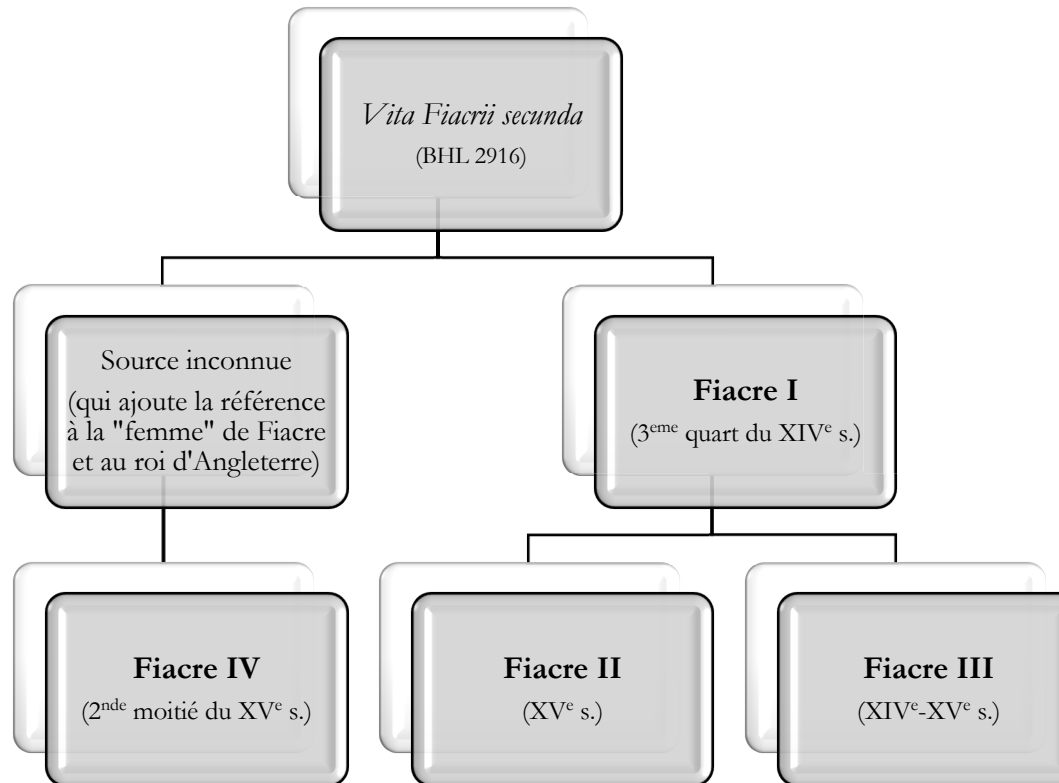 Vita Fiacrii secunda
(BHL 2916)
Source inconnue
(qui ajoute la référence
à la "femme" de Fiacre
et au roi d'Angleterre)
Fiacre I
(3eme quart du XIVe s.)
Fiacre IV
(2nde moitié du XVe s.)
Fiacre II
(XVe s.)
Fiacre III
(XIVe-XVe s.)